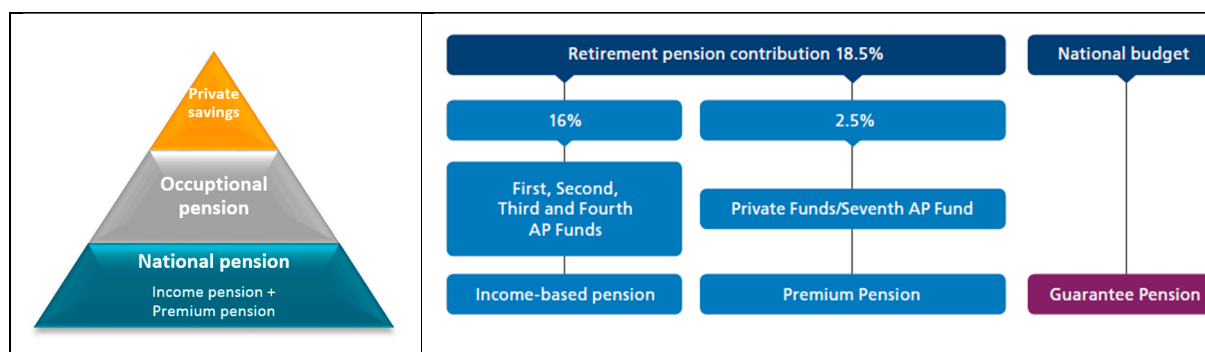 Private
savings
Occuptional
pension
National pension
Income pension +
Premium pension
Retirement pension contribution 18.5%
National budget
16%
2.5%
First, Second,
Third and Fourth
AP Funds
Private Funds/Seventh AP Fund
Income-based pension
Premium Pension
Guarantee Pension